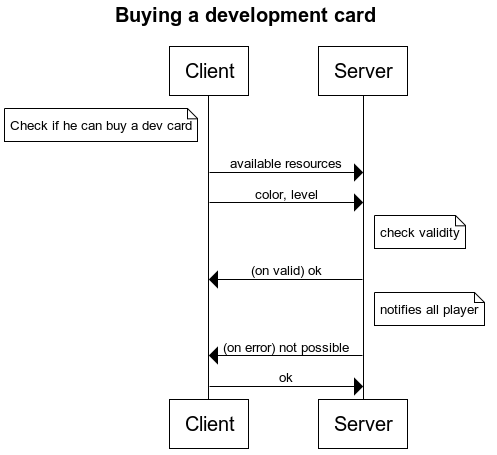 Buying a development card
Client
Server
Check if he can buy a dev card
available resources
color, level
check validity
(on valid) ok
notifies all player
(on error) not possible
ok
Client
Server